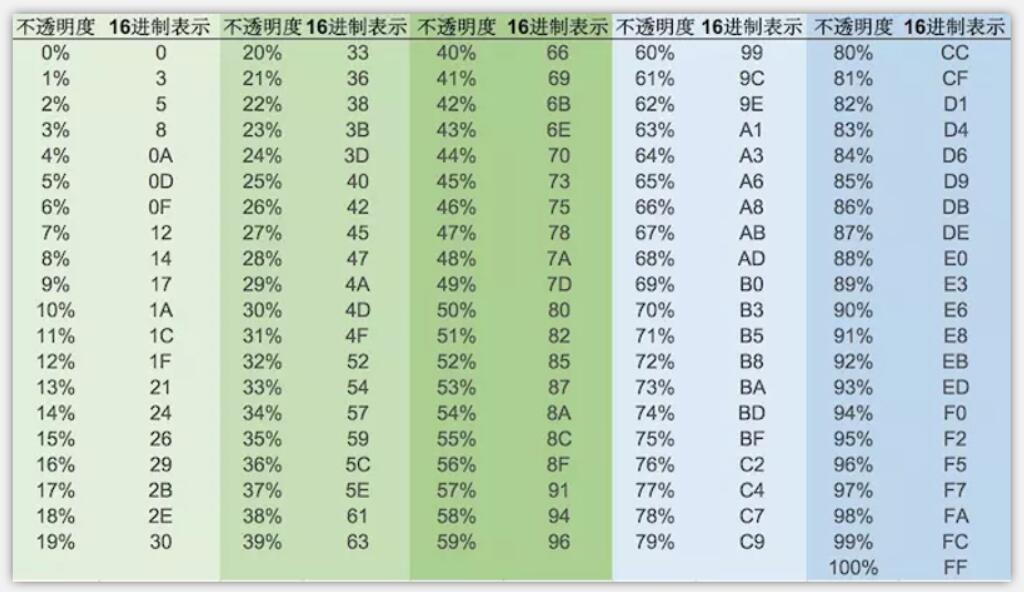 不透明度 16进制表示 不透明度 16进制表示 不透明度 16进制表示 不透明度 16进制表示 不透明度 16进制表示
0% 0 20% 33 40% 66 60% 99 80% CC
1% 3 21% 36 41% 69 61% 9C 81% CF
2% 5 22% 38 42% 6B 62% 9E 82% D1
3% 8 23% 3B 43% 6E 63% A1 83% D4
4% 0A 24% 3D 44% 70 64% A3 84% D6
5% 0D 25% 40 45% 73 65% A6 85% D9
6% 0F 26% 42 46% 75 66% A8 86% DB
7% 12 27% 45 47% 78 67% AB 87% DE
8% 14 28% 47 48% 7A 68% AD 88% E0
9% 17 29% 4A 49% 7D 69% B0 89% E3
10% 1A 30% 4D 50% 80 70% B3 90% E6
11% 1C 31% 4F 51% 82 71% B5 91% E8
12% 1F 32% 52 52% 85 72% B8 92% EB
13% 21 33% 54 53% 87 73% BA 93% ED
14% 24 34% 57 54% 8A 74% BD 94% F0
15% 26 35% 59 55% 8C 75% BF 95% F2
16% 29 36% 5C 56% 8F 76% C2 96% F5
17% 2B 37% 5E 57% 91 77% C4 97% F7
18% 2E 38% 61 58% 94 78% C7 98% FA
19% 30 39% 63 59% 96 79% C9 99% FC
100% FF